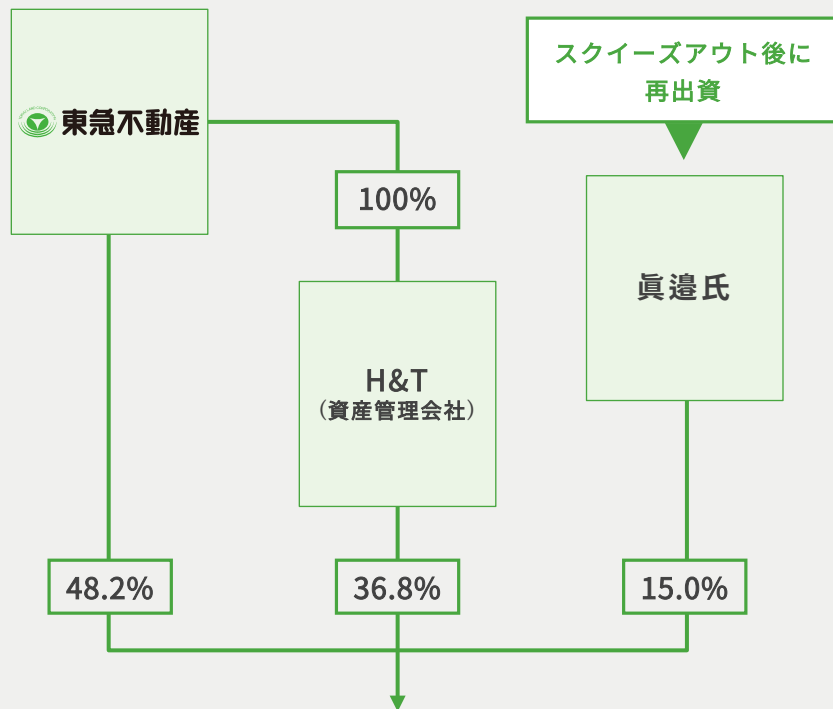 スクイーズアウト後に
再出資
東急不動産
100%
眞邉氏
H&T
（資産管理会社）
48.2%
36.8%
15.0%